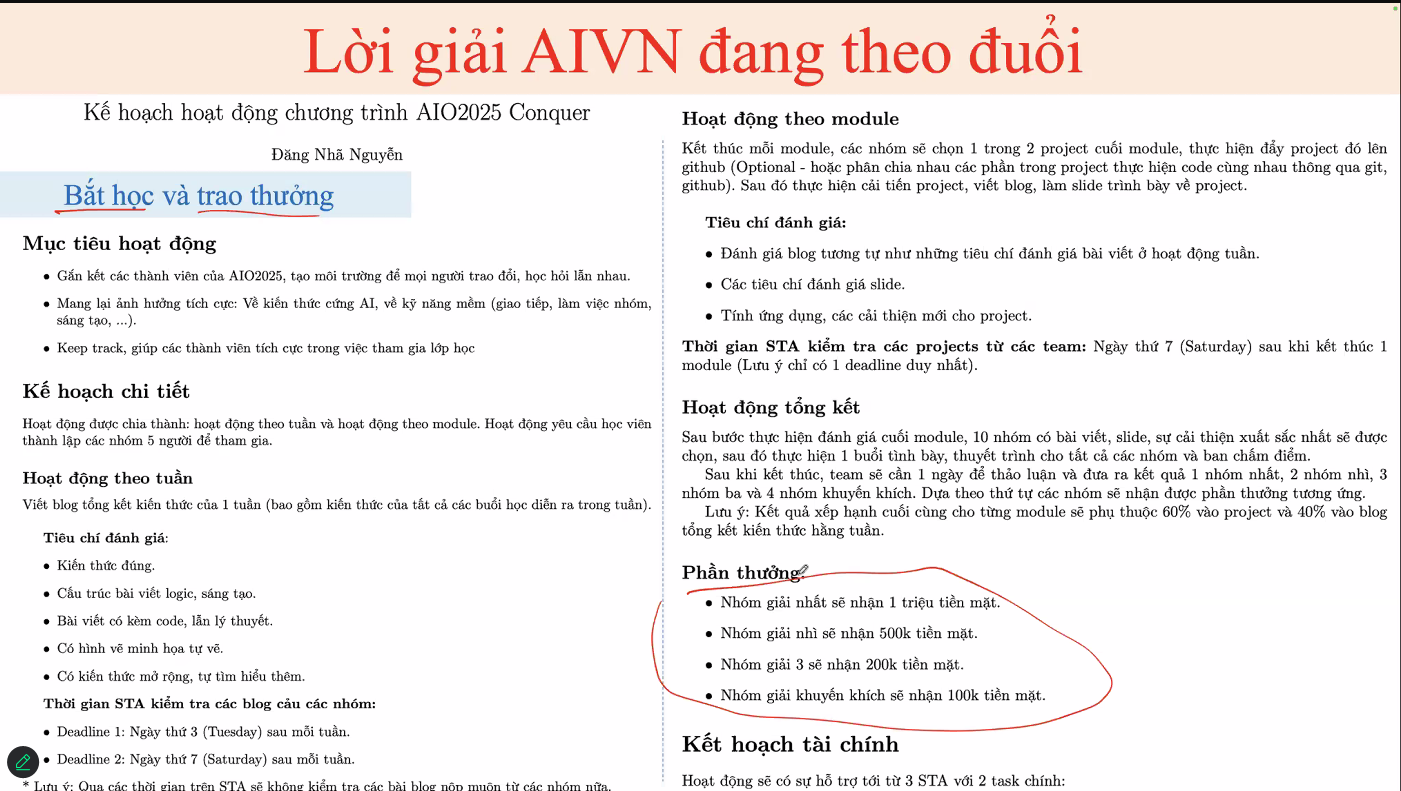 Lời giải AIVN đang theo đuổi
Kế hoạch hoạt động chương trình AIO2025 Conquer
Đăng Nhã Nguyễn
Bắt học và trao thưởng
Mục tiêu hoạt động
• Gắn kết các thành viên của AIO2025, tạo môi trường để mọi người trao đổi, học hỏi lẫn nhau.
• Mang lại ảnh hưởng tích cực: Về kiến thức cứng AI, về kỹ năng mềm (giao tiếp, làm việc nhóm,
sáng tạo, ...).
• Keep track, giúp các thành viên tích cực trong việc tham gia lớp học
Kế hoạch chi tiết
Hoạt động được chia thành: hoạt động theo tuần và hoạt động theo module. Hoạt động yêu cầu học viên
thành lập các nhóm 5 người để tham gia.
Hoạt động theo tuần
Viết blog tổng kết kiến thức của 1 tuần (bao gồm kiến thức của tất cả các buổi học diễn ra trong tuần).
Tiêu chí đánh giá:
• Kiến thức đúng.
• Cấu trúc bài viết logic, sáng tạo.
• Bài viết có kèm code, lẫn lý thuyết.
• Có hình vẽ minh họa tự vẽ.
• Có kiến thức mở rộng, tự tìm hiểu thêm.
Thời gian STA kiểm tra các blog cảu các nhóm:
• Deadline 1: Ngày thứ 3 (Tuesday) sau mỗi tuần.
• Deadline 2: Ngày thứ 7 (Saturday) sau mỗi tuần.
* Lưu ý: Qua các thời gian trên STA sẽ không kiểm tra các bài blog nộp muộn từ các nhóm nữa.
Hoạt động theo module
Kết thúc mỗi module, các nhóm sẽ chọn 1 trong 2 project cuối module, thực hiện đẩy project đó lên
github (Optional - hoặc phân chia nhau các phần trong project thực hiện code cùng nhau thông qua git,
github). Sau đó thực hiện cải tiến project, viết blog, làm slide trình bày về project.
Tiêu chí đánh giá:
• Đánh giá blog tương tự như những tiêu chí đánh giá bài viết ở hoạt động tuần.
• Các tiêu chí đánh giá slide.
• Tính ứng dụng, các cải thiện mới cho project.
Thời gian STA kiểm tra các projects từ các team: Ngày thứ 7 (Saturday) sau khi kết thúc 1
module (Lưu ý chỉ có 1 deadline duy nhất).
Hoạt động tổng kết
Sau bước thực hiện đánh giá cuối module, 10 nhóm có bài viết, slide, sự cải thiện xuất sắc nhất sẽ được
chọn, sau đó thực hiện 1 buổi tình bày, thuyết trình cho tất cả các nhóm và ban chấm điểm.
Sau khi kết thúc, team sẽ cần 1 ngày để thảo luận và đưa ra kết quả 1 nhóm nhất, 2 nhóm nhì, 3
nhóm ba và 4 nhóm khuyến khích. Dựa theo thứ tự các nhóm sẽ nhận được phần thưởng tương ứng.
Lưu ý: Kết quả xếp hạnh cuối cùng cho từng module sẽ phụ thuộc 60% vào project và 40% vào blog
tổng kết kiến thức hằng tuần.
Phần thưởng:
• Nhóm giải nhất sẽ nhận 1 triệu tiền mặt.
• Nhóm giải nhì sẽ nhận 500k tiền mặt.
• Nhóm giải 3 sẽ nhận 200k tiền mặt.
• Nhóm giải khuyến khích sẽ nhận 100k tiền mặt.
Kết hoạch tài chính
Hoạt động sẽ có sự hỗ trợ tới từ 3 STA với 2 task chính: